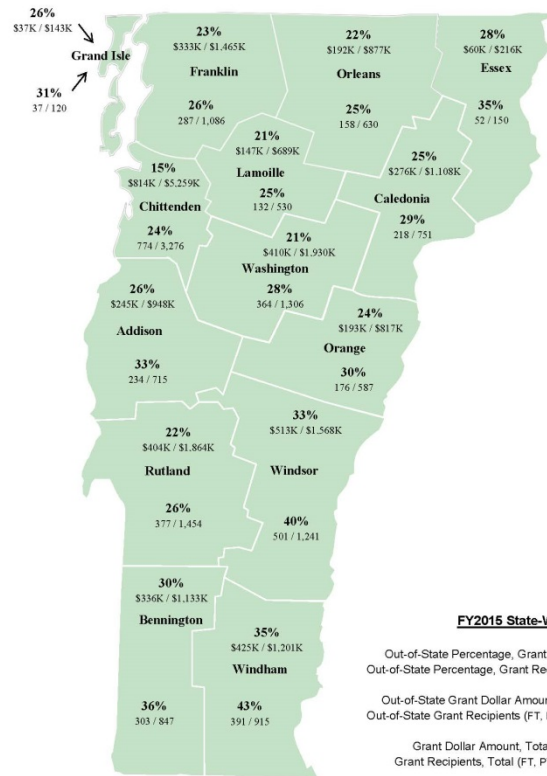 26%
$37K / $143K
Grand Isle
31%
37 / 120
23%
$333K / $1,465K
Franklin
26%
287 / 1,086
22%
$192K / $877K
Orleans
25%
158 / 630
28%
$60K / $216K
Essex
35%
52 / 150
21%
$147K / $689K
Lamoille
25%
132 / 530
15%
$814K / $5,259K
Chittenden
24%
774 / 3,276
25%
$276K / $1,108K
Caledonia
29%
218 / 751
21%
$410K / $1,930K
Washington
28%
364 / 1,306
26%
$245K / $948K
Addison
33%
234 / 715
24%
$193K / $817K
Orange
30%
176 / 587
22%
$404K / $1,864K
Rutland
26%
377 / 1,454
33%
$513K / $1,568K
Windsor
40%
501 / 1,241
30%
$336K / $1,133K
Bennington
36%
303 / 847
35%
$425K / $1,201K
Windham
43%
391 / 915
FY2015 State-W
Out-of-State Percentage, Grant
Out-of-State Percentage, Grant Re
Out-of-State Grant Dollar Amoun
Out-of-State Grant Recipients (FT,
Grant Dollar Amount, Tota
Grant Recipients, Total (FT, P